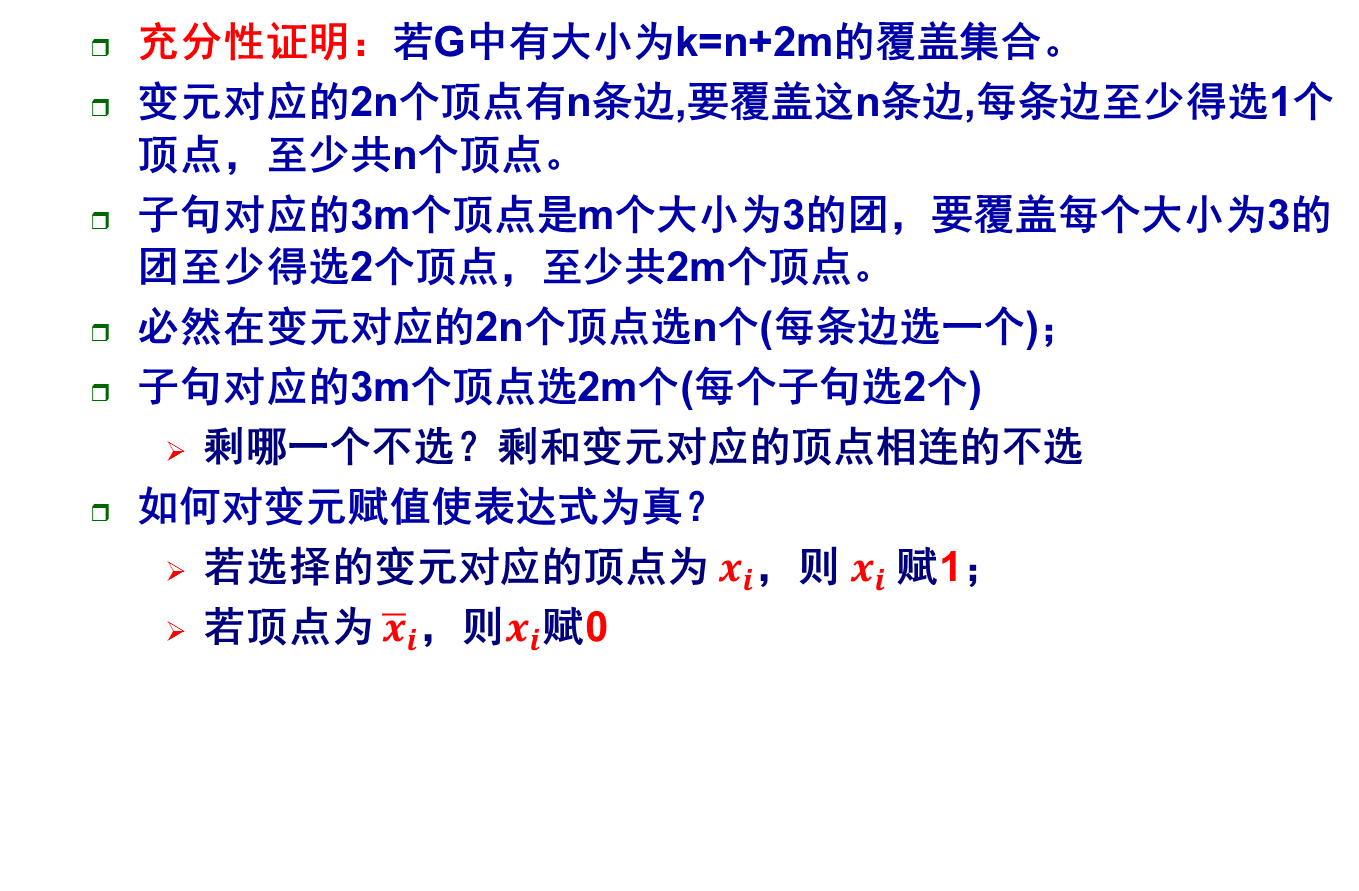 充分性证明：若G中有大小为k=n+2m的覆盖集合。
变元对应的2n个顶点有n条边,要覆盖这n条边,每条边至少得选1个
顶点，至少共n个顶点。
子句对应的3m个顶点是m个大小为3的团，要覆盖每个大小为3的
团至少得选2个顶点，至少共2m个顶点。
必然在变元对应的2n个顶点选n个(每条边选一个)；
子句对应的3m个顶点选2m个(每个子句选2个)
剩哪一个不选？剩和变元对应的顶点相连的不选
如何对变元赋值使表达式为真？
若选择的变元对应的顶点为 xᵢ，则 xᵢ 赋1；
若顶点为 x̅ᵢ，则xᵢ赋0